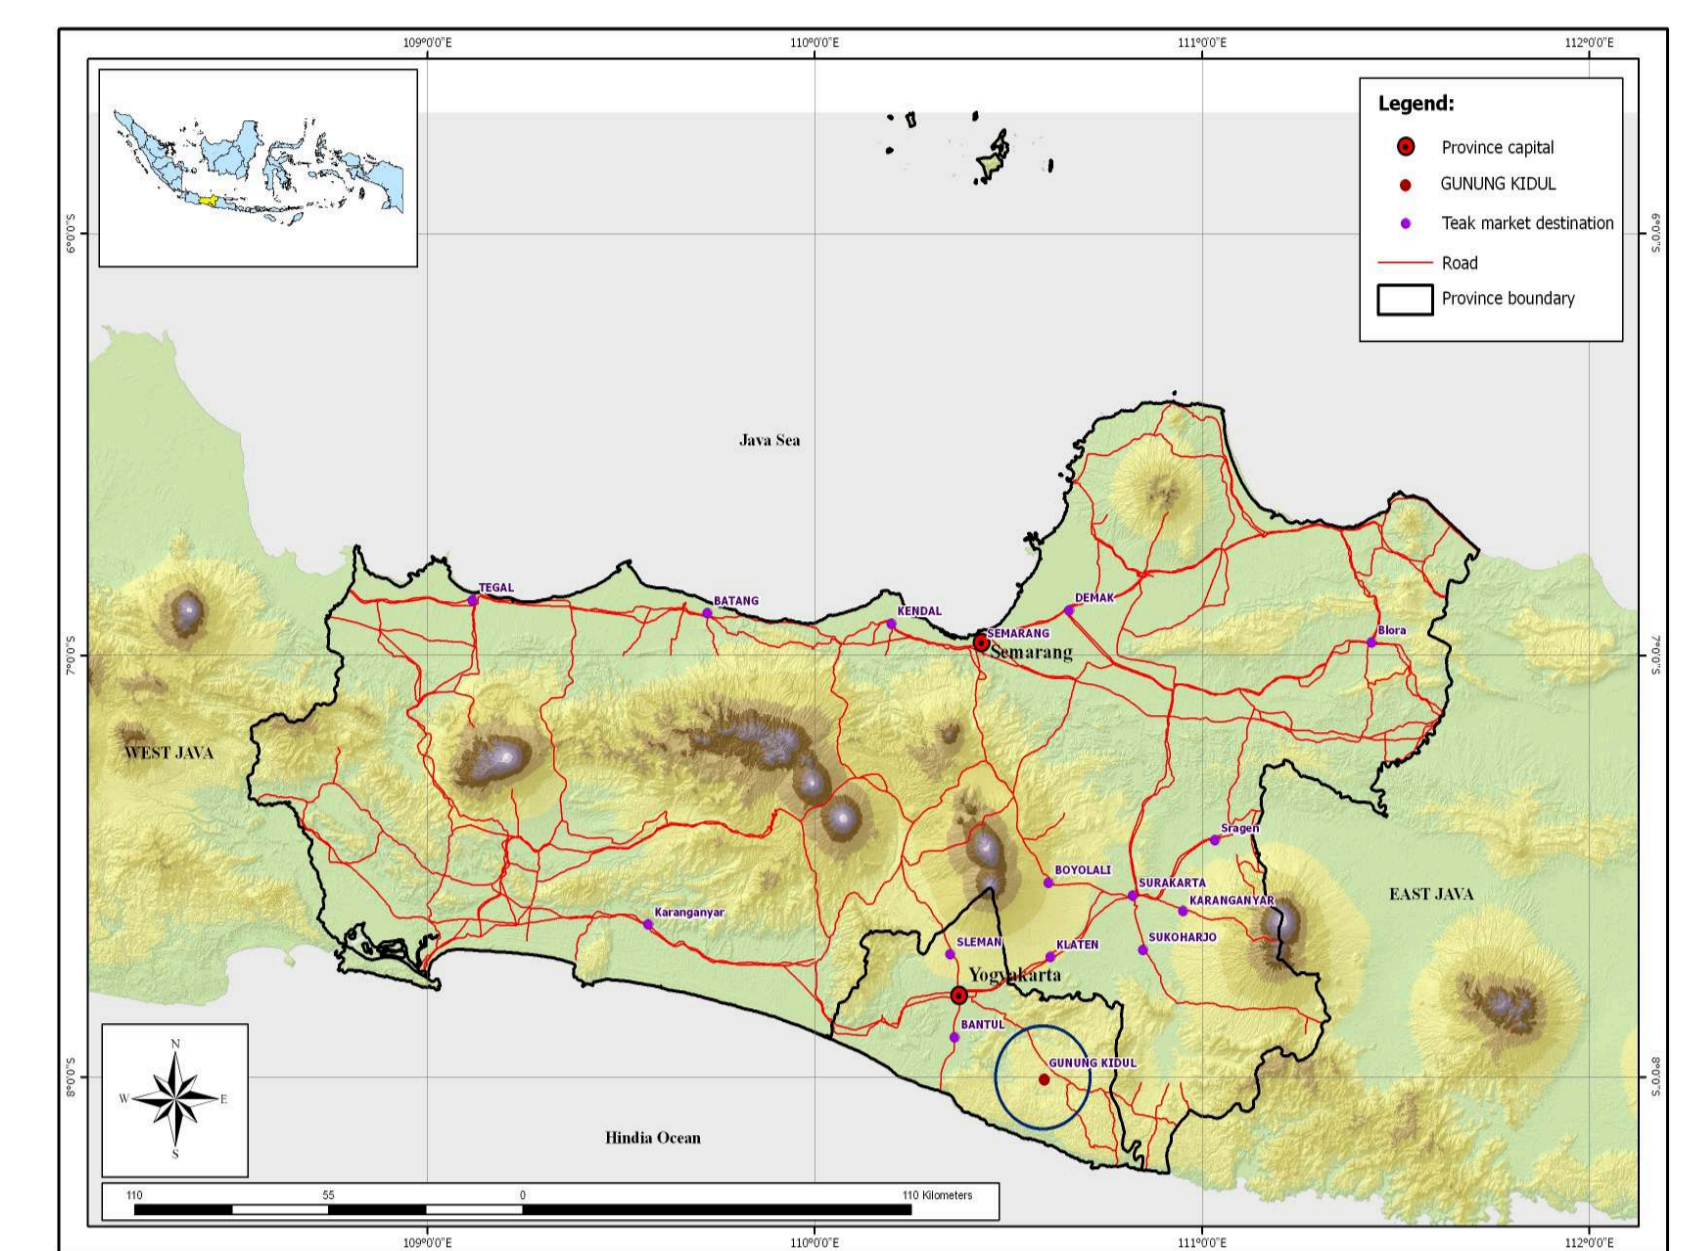 109°0'0"E
110°0'0"E
111°0'0"E
112°0'0"E
Legend:
Province capital
GUNUNG KIDUL
Teak market destination
Road
Province boundary
6°0'0"S
6°0'0"S
Java Sea
TEGAL
BATANG
KENDAL
DEMAK
SEMARANG
Semarang
Blora
7°0'0"S
7°0'0"S
WEST JAVA
Sragen
BOYOLALI
SURAKARTA
KARANGANYAR
EAST JAVA
Karanganyar
SLEMAN
KLATEN
SUKOHARJO
Yogyakarta
BANTUL
GUNUNG KIDUL
8°0'0"S
8°0'0"S
N
W
E
S
Hindia Ocean
110
55
0
110 Kilometers
109°0'0"E
110°0'0"E
111°0'0"E
112°0'0"E